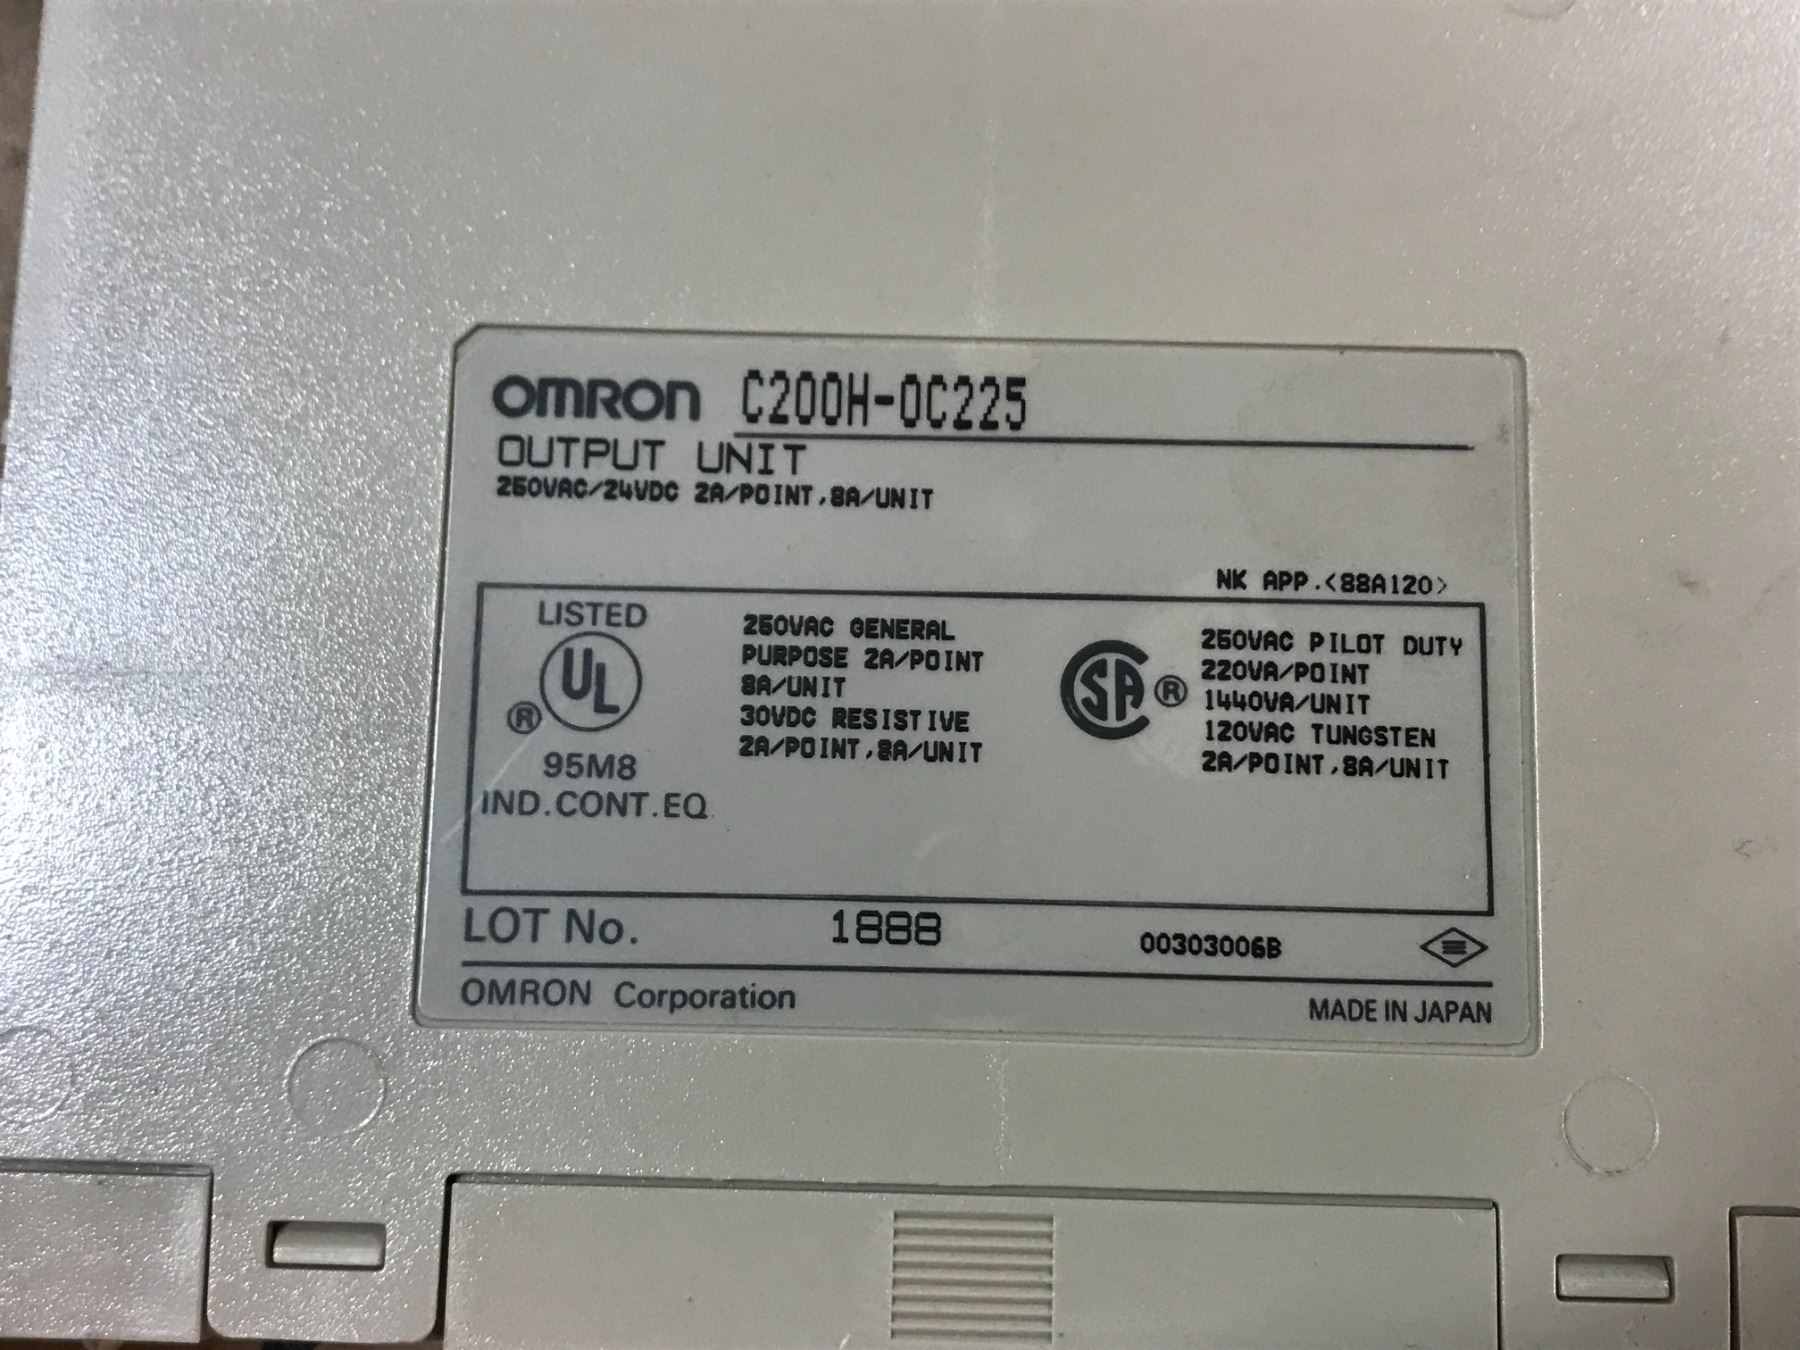 OMRON C200H-OC225
OUTPUT UNIT
250VAC/24VDC 2A/POINT,8A/UNIT
NK APP.<88A120>
LISTED
UL
®
95M8
IND.CONT.EQ.
250VAC GENERAL
PURPOSE 2A/POINT
8A/UNIT
30VDC RESISTIVE
2A/POINT,8A/UNIT
SA ®
250VAC PILOT DUTY
220VA/POINT
1440VA/UNIT
120VAC TUNGSTEN
2A/POINT,8A/UNIT
LOT No. 1888 00303006B
OMRON Corporation MADE IN JAPAN